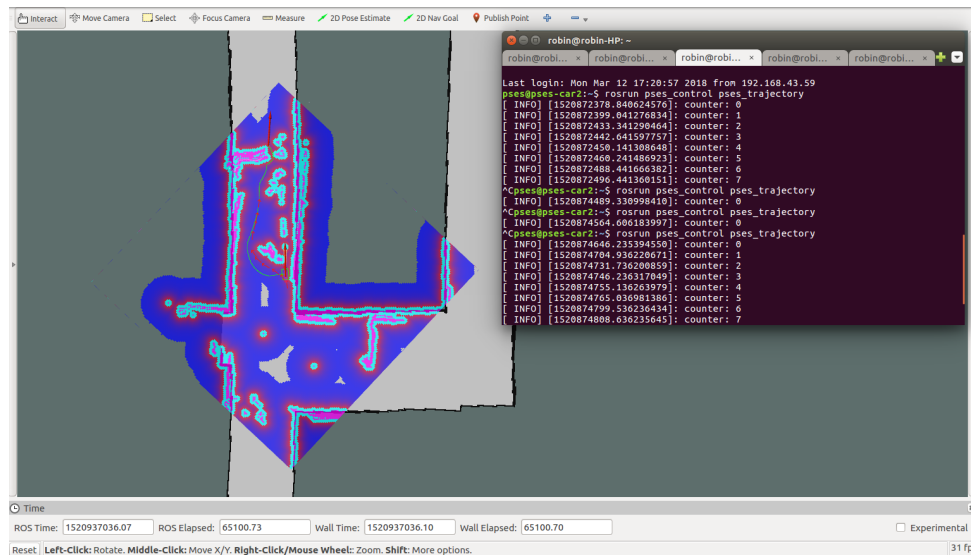 Interact Move Camera Select Focus Camera Measure 2D Pose Estimate 2D Nav Goal Publish Point
robin@robin-HP: ~
robin@robi... × robin@robi... × robin@robi... × robin@robi... × robin@robi... ×
Last login: Mon Mar 12 17:20:57 2018 from 192.168.43.59
pses@pses-car2:~$ rosrun pses_control pses_trajectory
[ INFO] [1520872378.840624576]: counter: 0
[ INFO] [1520872399.041276834]: counter: 1
[ INFO] [1520872433.341290464]: counter: 2
[ INFO] [1520872442.641597757]: counter: 3
[ INFO] [1520872450.141308648]: counter: 4
[ INFO] [1520872460.241486923]: counter: 5
[ INFO] [1520872488.441666382]: counter: 6
[ INFO] [1520872496.441360151]: counter: 7
^Cpses@pses-car2:~$ rosrun pses_control pses_trajectory
[ INFO] [1520874489.330998410]: counter: 0
^Cpses@pses-car2:~$ rosrun pses_control pses_trajectory
[ INFO] [1520874564.606183997]: counter: 0
^Cpses@pses-car2:~$ rosrun pses_control pses_trajectory
[ INFO] [1520874646.235394550]: counter: 0
[ INFO] [1520874704.936220671]: counter: 1
[ INFO] [1520874731.736200859]: counter: 2
[ INFO] [1520874746.236317049]: counter: 3
[ INFO] [1520874755.136263979]: counter: 4
[ INFO] [1520874765.036981386]: counter: 5
[ INFO] [1520874799.536236434]: counter: 6
[ INFO] [1520874808.636235645]: counter: 7
Time
ROS Time: 1520937036.07 ROS Elapsed: 65100.73 Wall Time: 1520937036.10 Wall Elapsed: 65100.70 Experimental
Reset Left-Click: Rotate. Middle-Click: Move X/Y. Right-Click/Mouse Wheel:: Zoom. Shift: More options. 31 fp